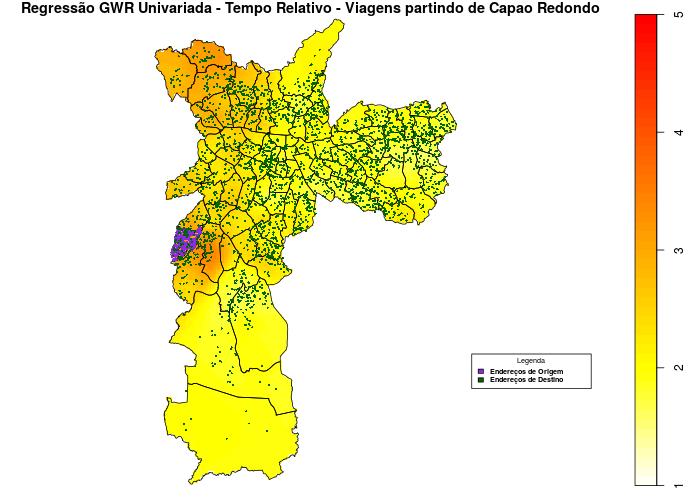 Regressão GWR Univariada - Tempo Relativo - Viagens partindo de Capao Redondo
5
4
3
2
1
Legenda
Endereços de Origem
Endereços de Destino